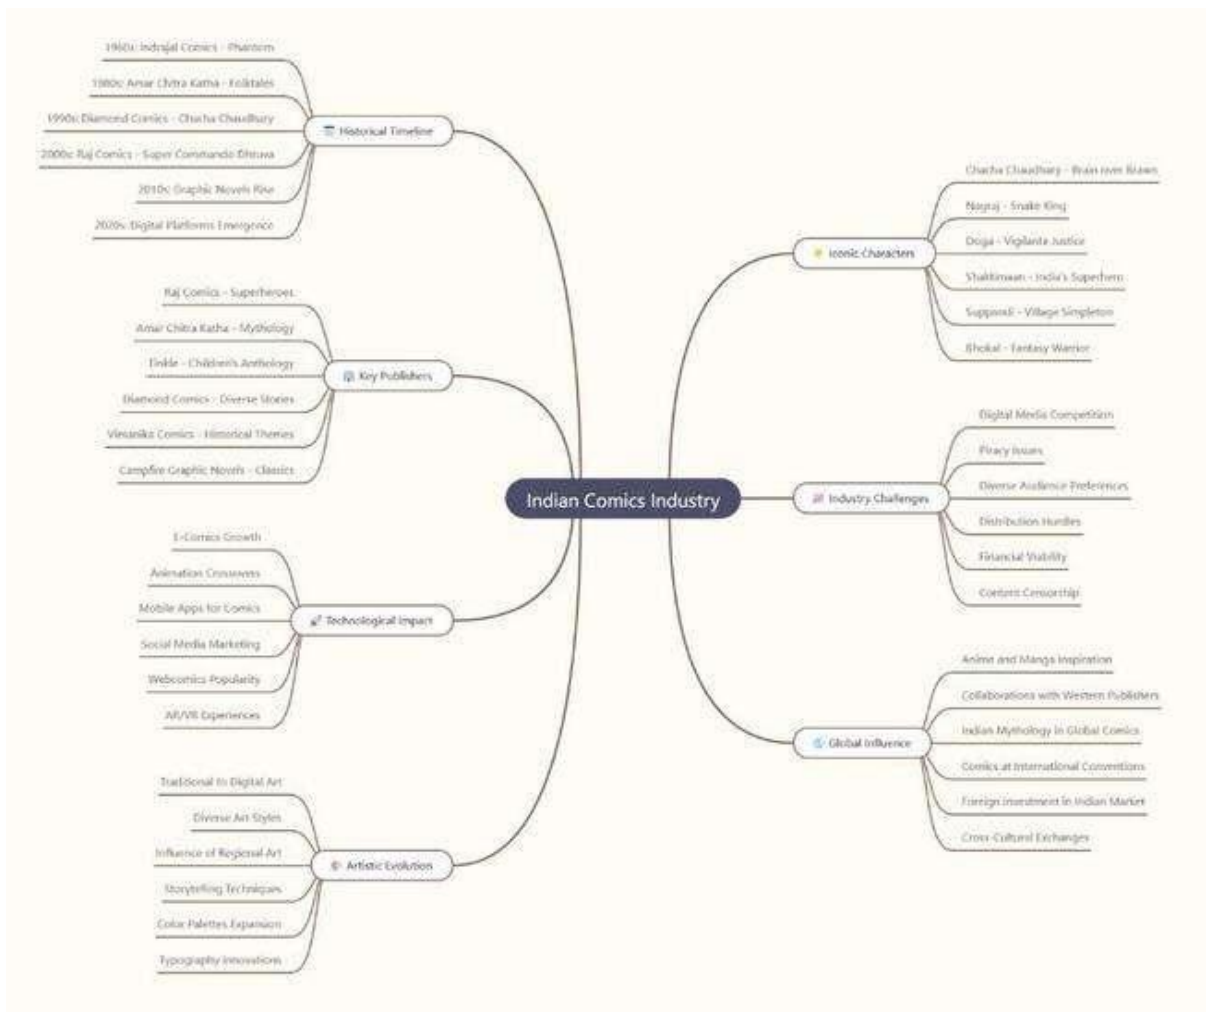 Indian Comics Industry
Historical Timeline
1960s: Indrajal Comics - Phantom
1980s: Amar Chitra Katha - Folktales
1990s: Diamond Comics - Chacha Chaudhary
2000s: Raj Comics - Super Commando Dhruva
2010s: Graphic Novels Rise
2020s: Digital Platforms Emergence
Key Publishers
Raj Comics - Superheroes
Amar Chitra Katha - Mythology
Tinkle - Children's Anthology
Diamond Comics - Diverse Stories
Vimanika Comics - Historical Themes
Campfire Graphic Novels - Classics
Technological Impact
E-Comics Growth
Animation Crossovers
Mobile Apps for Comics
Social Media Marketing
Webcomics Popularity
AR/VR Experiences
Artistic Evolution
Traditional to Digital Art
Diverse Art Styles
Influence of Regional Art
Storytelling Techniques
Color Palettes Expansion
Typography Innovations
Iconic Characters
Chacha Chaudhary - Brain over Brawn
Nagraj - Snake King
Doga - Vigilante Justice
Shaktimaan - India's Superhero
Suppandi - Village Simpleton
Bhokal - Fantasy Warrior
Industry Challenges
Digital Media Competition
Piracy Issues
Diverse Audience Preferences
Distribution Hurdles
Financial Viability
Content Censorship
Global Influence
Anime and Manga Inspiration
Collaborations with Western Publishers
Indian Mythology in Global Comics
Comics at International Conventions
Foreign Investment in Indian Market
Cross-Cultural Exchanges